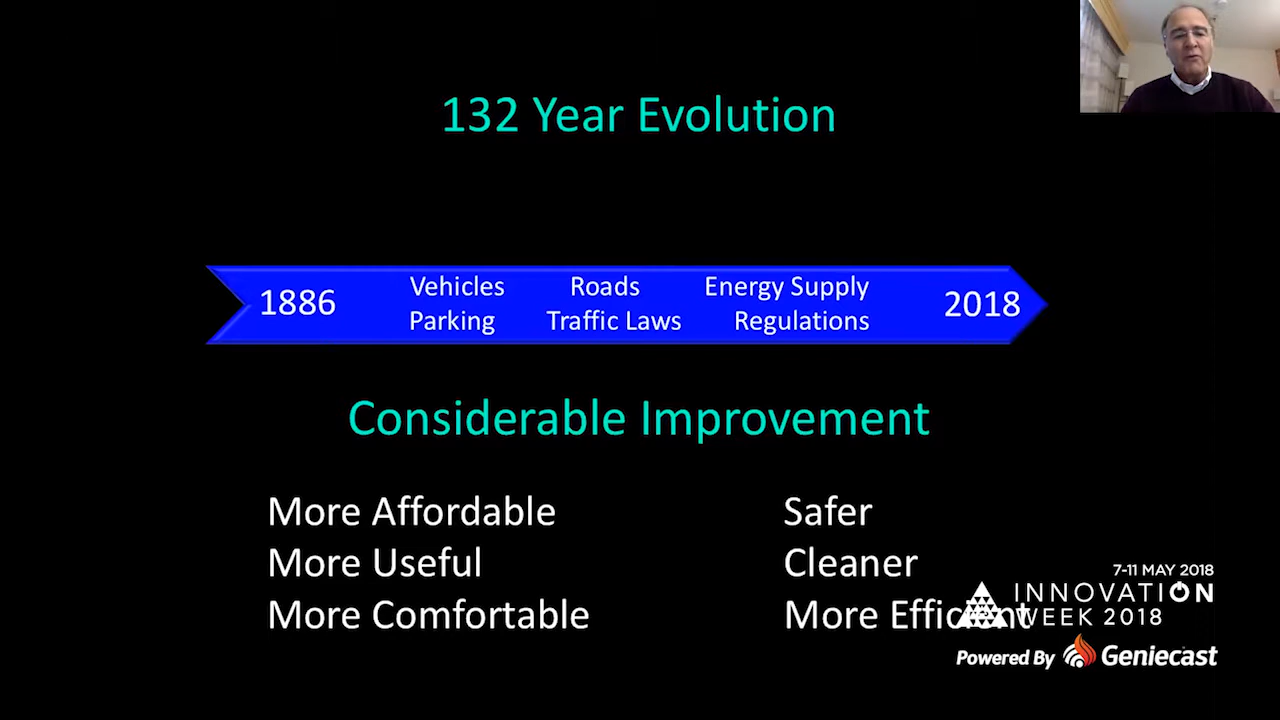 132 Year Evolution
1886
Vehicles Roads Energy Supply
Parking Traffic Laws Regulations
2018
Considerable Improvement
More Affordable
More Useful
More Comfortable
Safer
Cleaner
More Efficient
7-11 MAY 2018
INNOVATION
WEEK 2018
Powered By Geniecast